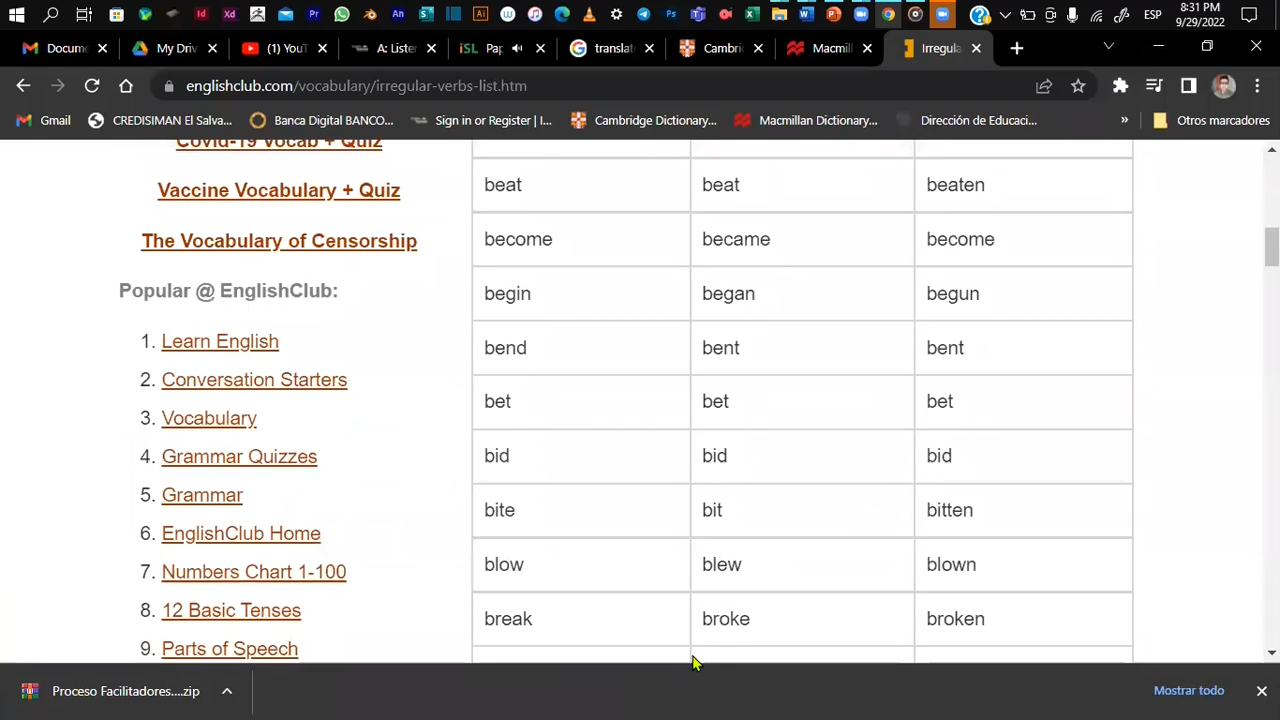 8:31 PM
ESP
9/29/2022
Docume
My Driv
(1) YouT
A: Lister
Pap
translat
Cambri
Macmill
Irregula
englishclub.com/vocabulary/irregular-verbs-list.htm
Gmail
CREDISIMAN El Salva...
Banca Digital BANCO...
Sign in or Register | I...
Cambridge Dictionary...
Macmillan Dictionary...
Dirección de Educaci...
»
Otros marcadores
Covid-19 Vocab + Quiz
Vaccine Vocabulary + Quiz
The Vocabulary of Censorship
Popular @ EnglishClub:
1. Learn English
2. Conversation Starters
3. Vocabulary
4. Grammar Quizzes
5. Grammar
6. EnglishClub Home
7. Numbers Chart 1-100
8. 12 Basic Tenses
9. Parts of Speech
beat beat beaten
become became become
begin began begun
bend bent bent
bet bet bet
bid bid bid
bite bit bitten
blow blew blown
break broke broken
Proceso Facilitadores....zip
Mostrar todo